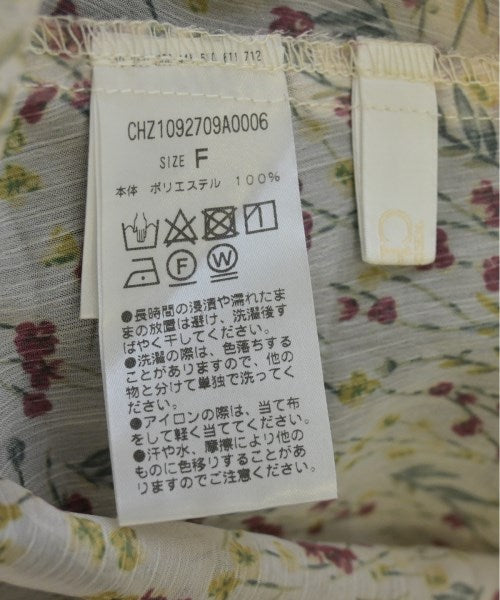 CHZ1092709A0006
SIZE F
本体 ポリエステル 100%
F W
●長時間の浸漬や濡れたま
まの放置は避け、洗濯後す
ばやく干してください。
●洗濯の際は、色落ちする
ことがありますので、他の
物と分けて単独で洗ってく
ださい。
●アイロンの際は、当て布
をして軽く当ててください。
●汗や水、摩擦により他の
ものに色移りすることがあ
りますのでご注意ください。